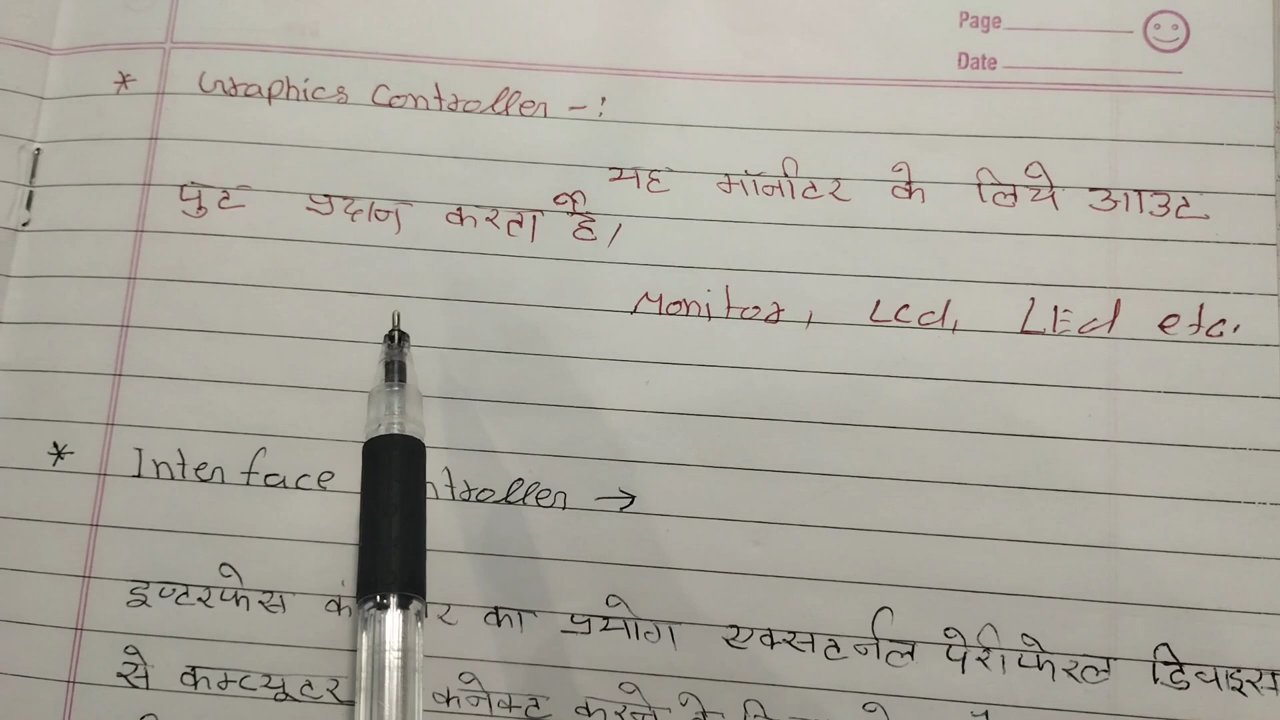 Page
Date
* Graphics Controller -:
यह मॉनीटर के लिये आउट
पुट प्रदान करता है।
Monitor, Lcd, LEd etc.
* Interface ntroller →
इण्टरफेस कं र का प्रयोग एक्सटर्नल पेरीफेरल डिवाइस
से कम्प्यूटर कनेक्ट करने के